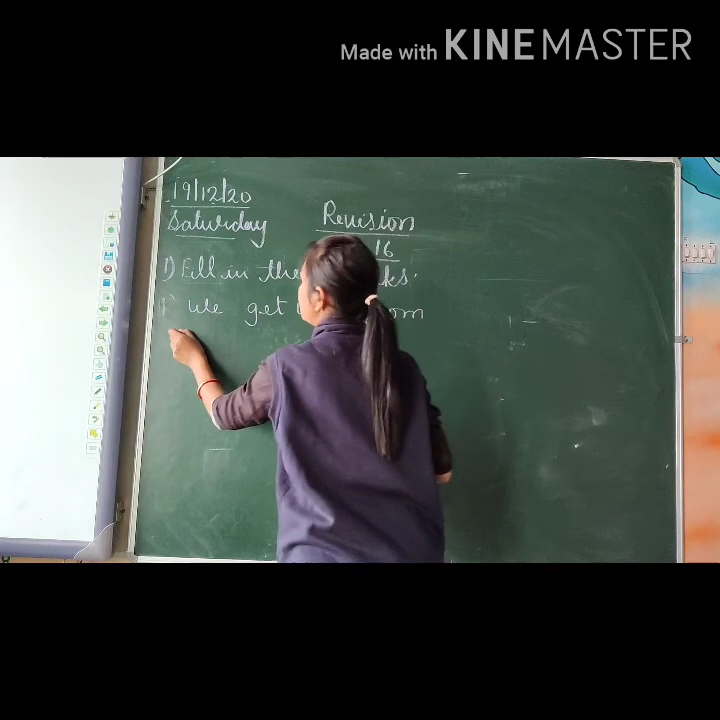 Made with KINEMASTER
19/12/20
Saturday
Revision
16
1) Fill in the
we get